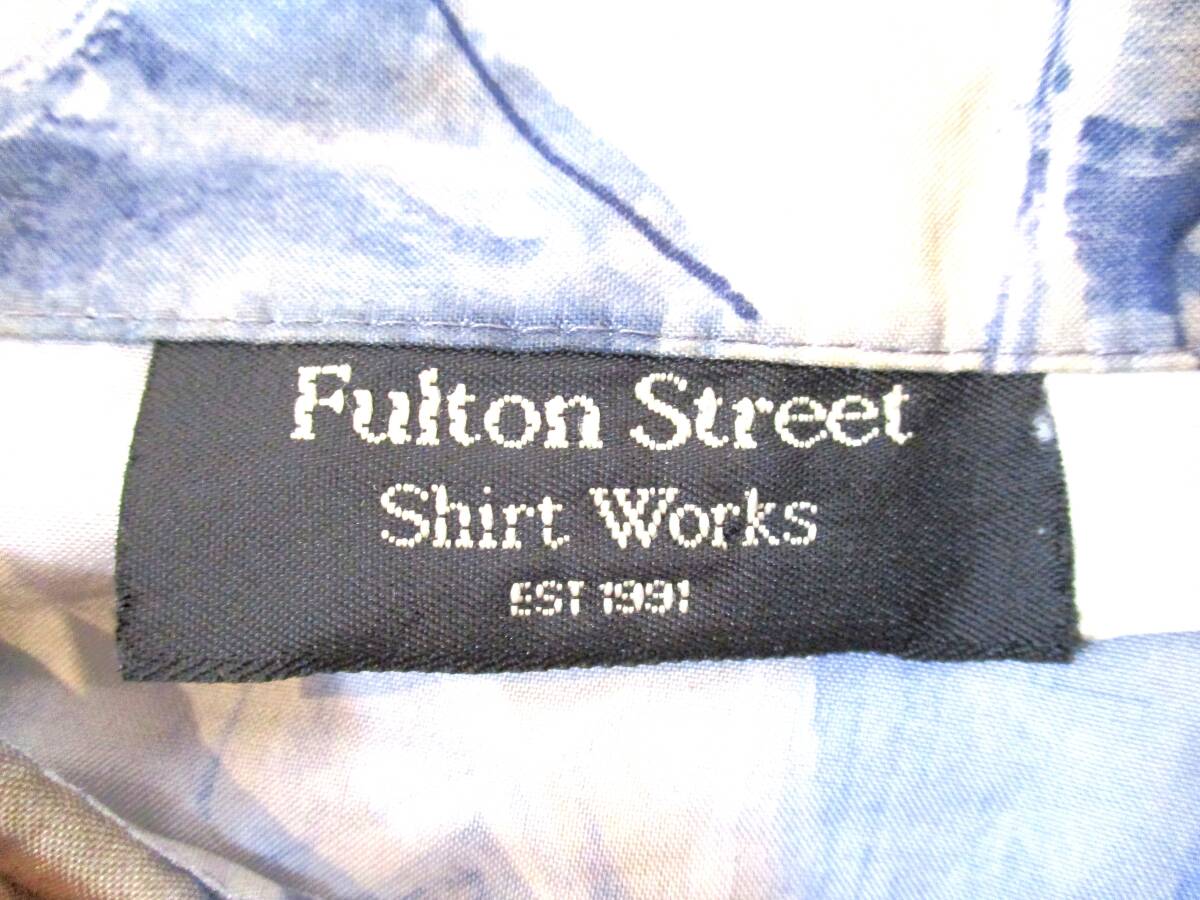 Fulton Street
Shirt Works
EST 1991